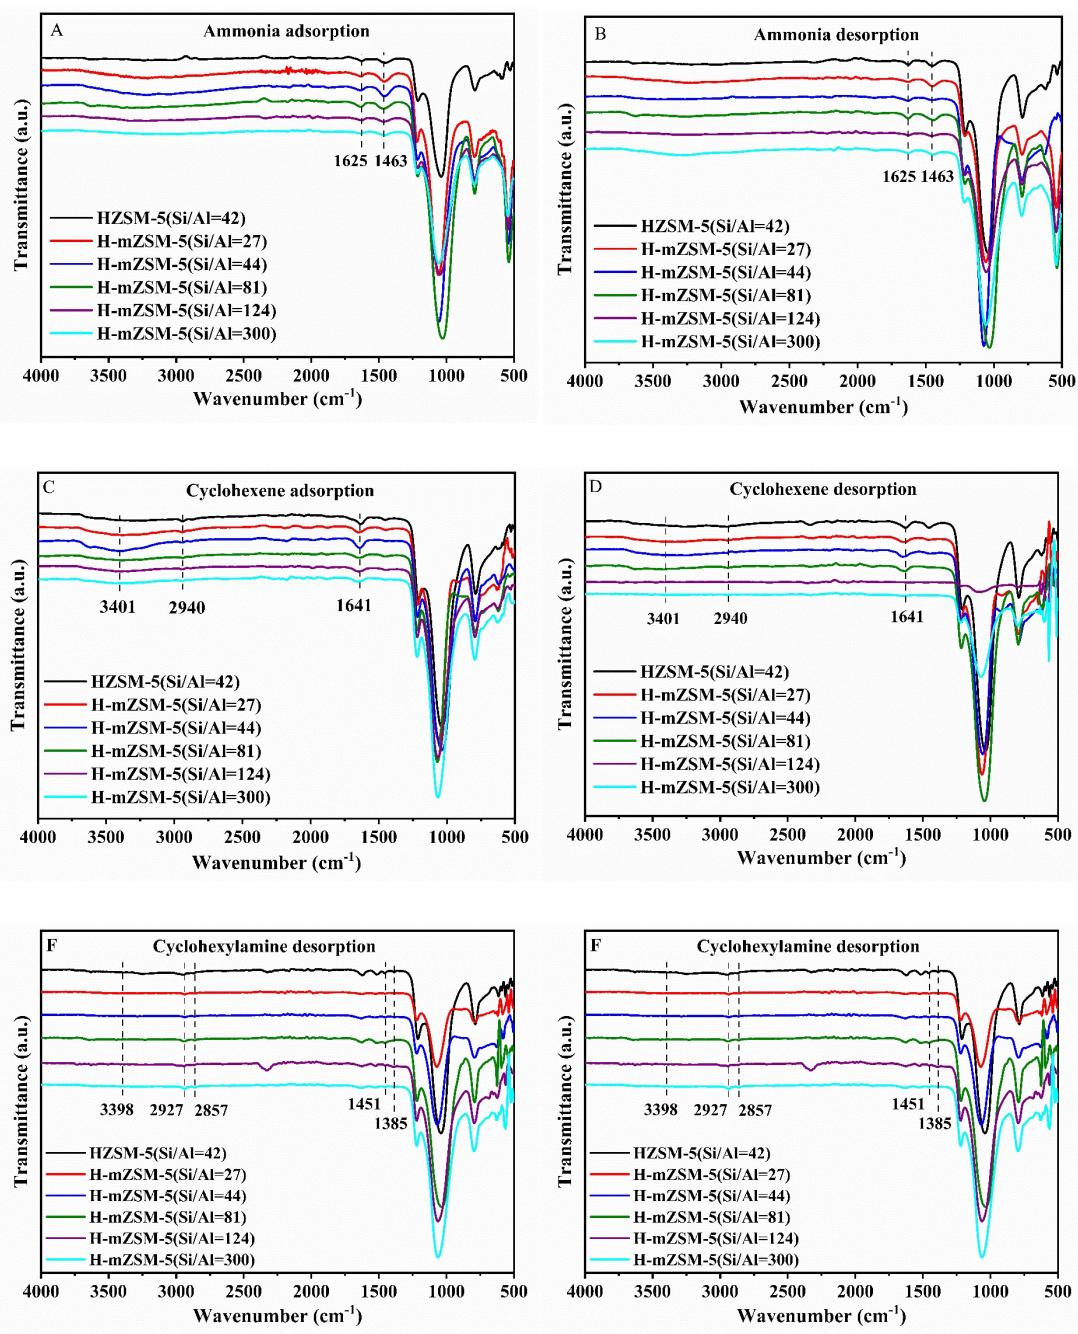 A
Ammonia adsorption
1625
1463
HZSM-5(Si/Al=42)
H-mZSM-5(Si/Al=27)
H-mZSM-5(Si/Al=44)
H-mZSM-5(Si/Al=81)
H-mZSM-5(Si/Al=124)
H-mZSM-5(Si/Al=300)
Transmittance (a.u.)
4000 3500 3000 2500 2000 1500 1000 500
Wavenumber (cm⁻¹)
B
Ammonia desorption
1625
1463
HZSM-5(Si/Al=42)
H-mZSM-5(Si/Al=27)
H-mZSM-5(Si/Al=44)
H-mZSM-5(Si/Al=81)
H-mZSM-5(Si/Al=124)
H-mZSM-5(Si/Al=300)
Transmittance (a.u.)
4000 3500 3000 2500 2000 1500 1000 500
Wavenumber (cm⁻¹)
C
Cyclohexene adsorption
3401
2940
1641
HZSM-5(Si/Al=42)
H-mZSM-5(Si/Al=27)
H-mZSM-5(Si/Al=44)
H-mZSM-5(Si/Al=81)
H-mZSM-5(Si/Al=124)
H-mZSM-5(Si/Al=300)
Transmittance (a.u.)
4000 3500 3000 2500 2000 1500 1000 500
Wavenumber (cm⁻¹)
D
Cyclohexene desorption
3401
2940
1641
HZSM-5(Si/Al=42)
H-mZSM-5(Si/Al=27)
H-mZSM-5(Si/Al=44)
H-mZSM-5(Si/Al=81)
H-mZSM-5(Si/Al=124)
H-mZSM-5(Si/Al=300)
Transmittance (a.u.)
4000 3500 3000 2500 2000 1500 1000 500
Wavenumber (cm⁻¹)
F
Cyclohexylamine desorption
3398
2927
2857
1451
1385
HZSM-5(Si/Al=42)
H-mZSM-5(Si/Al=27)
H-mZSM-5(Si/Al=44)
H-mZSM-5(Si/Al=81)
H-mZSM-5(Si/Al=124)
H-mZSM-5(Si/Al=300)
Transmittance (a.u.)
4000 3500 3000 2500 2000 1500 1000 500
Wavenumber (cm⁻¹)
F
Cyclohexylamine desorption
3398
2927
2857
1451
1385
HZSM-5(Si/Al=42)
H-mZSM-5(Si/Al=27)
H-mZSM-5(Si/Al=44)
H-mZSM-5(Si/Al=81)
H-mZSM-5(Si/Al=124)
H-mZSM-5(Si/Al=300)
Transmittance (a.u.)
4000 3500 3000 2500 2000 1500 1000 500
Wavenumber (cm⁻¹)